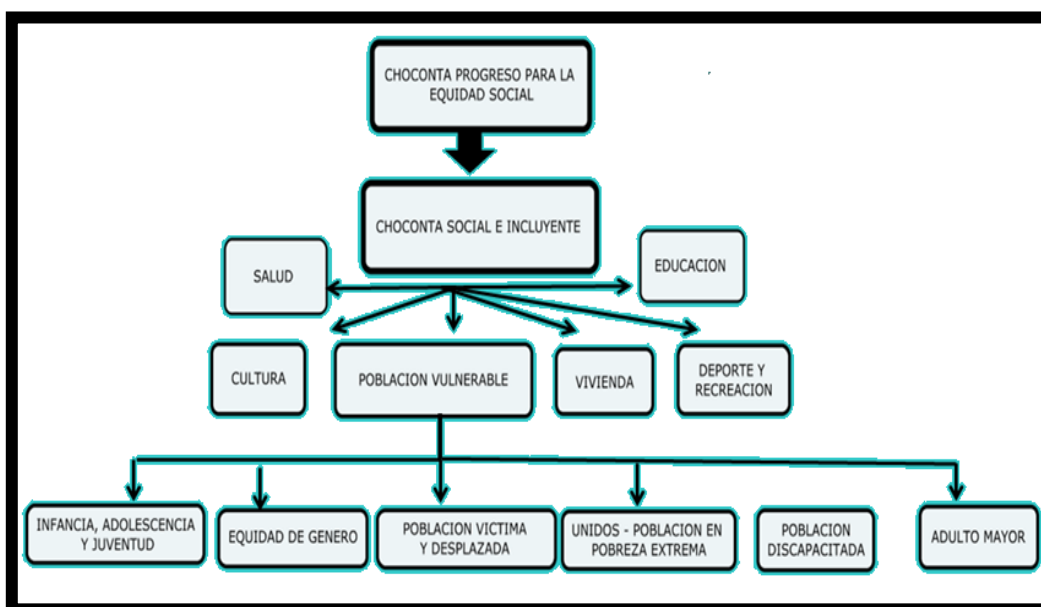 CHOCONTA PROGRESO PARA LA
EQUIDAD SOCIAL
CHOCONTA SOCIAL E INCLUYENTE
SALUD
EDUCACION
CULTURA
POBLACION VULNERABLE
VIVIENDA
DEPORTE Y
RECREACION
INFANCIA, ADOLESCENCIA
Y JUVENTUD
EQUIDAD DE GENERO
POBLACION VICTIMA
Y DESPLAZADA
UNIDOS - POBLACION EN
POBREZA EXTREMA
POBLACION
DISCAPACITADA
ADULTO MAYOR